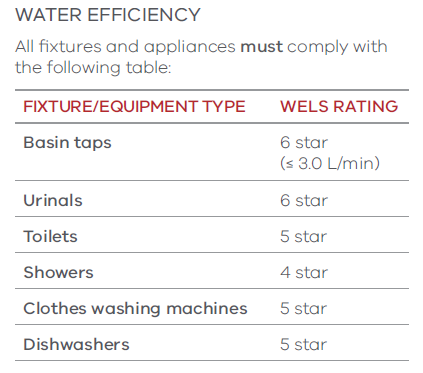 WATER EFFICIENCY
All fixtures and appliances must comply with
the following table:
FIXTURE/EQUIPMENT TYPE WELS RATING
Basin taps 6 star
(≤ 3.0 L/min)
Urinals 6 star
Toilets 5 star
Showers 4 star
Clothes washing machines 5 star
Dishwashers 5 star